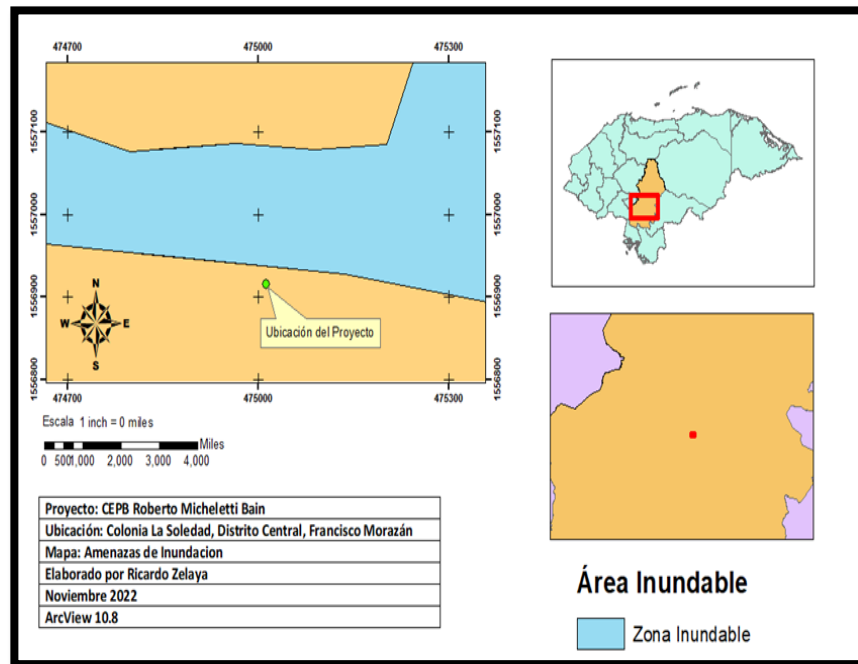 474700 475000 475300
1557100 1557100
1557000 1557000
1556900 1556900
1556800 1556800
N
W E
S
Ubicación del Proyecto
474700 475000 475300
Escala 1 inch = 0 miles
Miles
0 5001,000 2,000 3,000 4,000
Proyecto: CEPB Roberto Micheletti Bain
Ubicación: Colonia La Soledad, Distrito Central, Francisco Morazán
Mapa: Amenazas de Inundacion
Elaborado por Ricardo Zelaya
Noviembre 2022
ArcView 10.8
Área Inundable
Zona Inundable